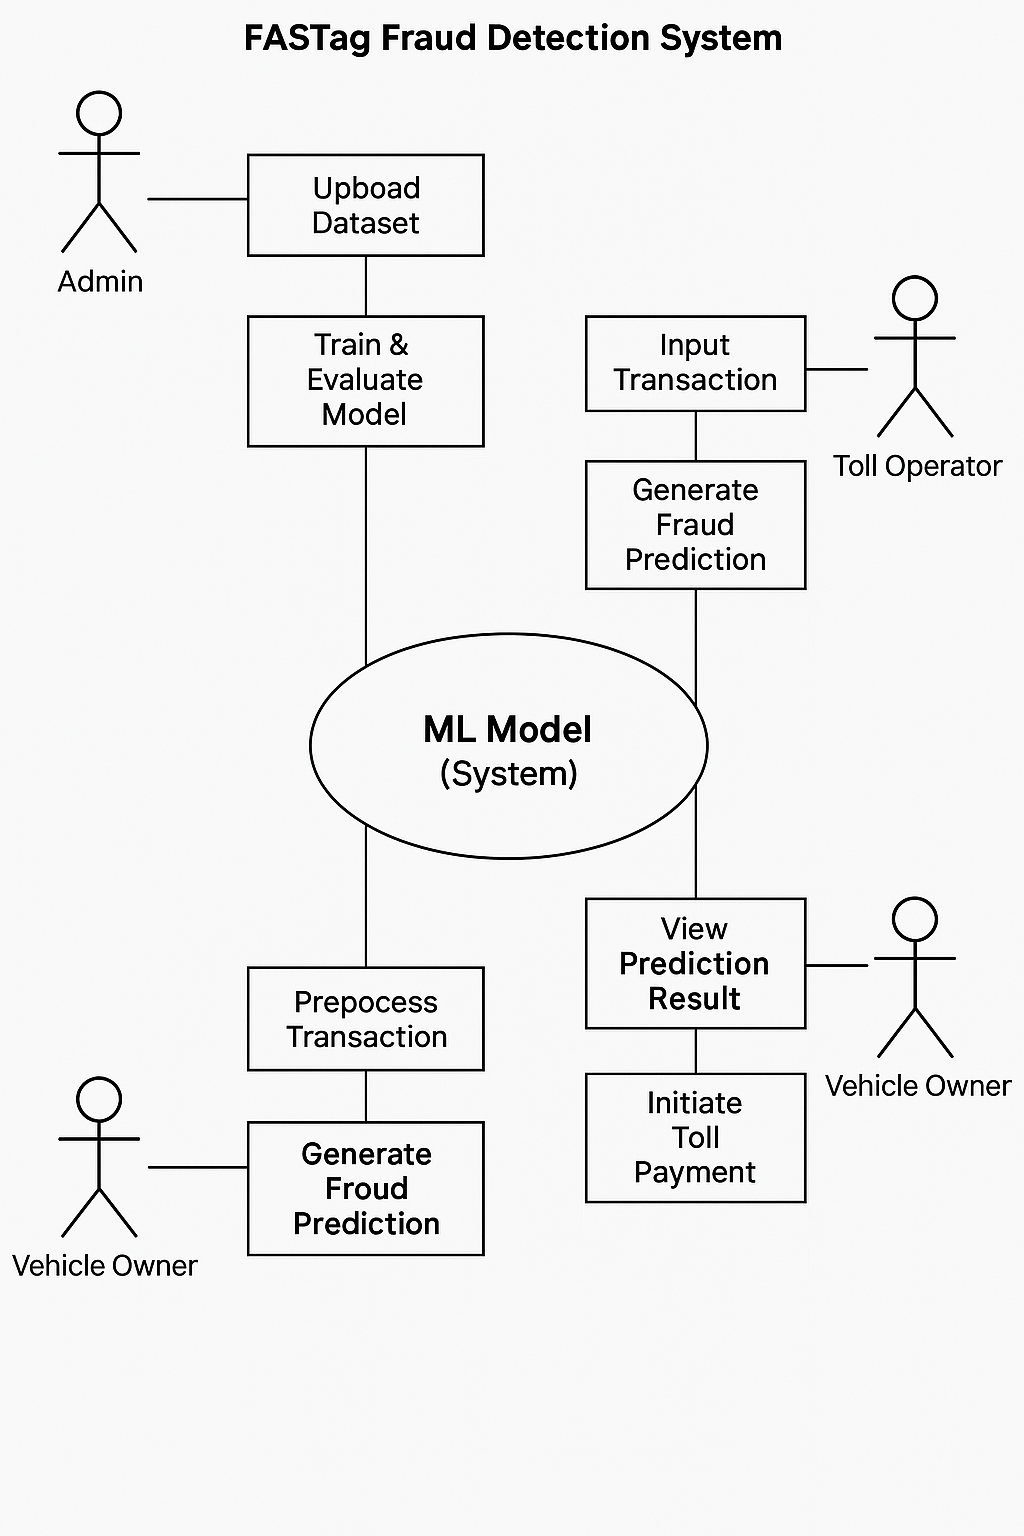 FASTag Fraud Detection System
Upboad
Dataset
Admin
Train &
Evaluate
Model
Input
Transaction
Toll Operator
Generate
Fraud
Prediction
ML Model
(System)
View
Prediction
Result
Vehicle Owner
Initiate
Toll
Payment
Prepocess
Transaction
Generate
Froud
Prediction
Vehicle Owner